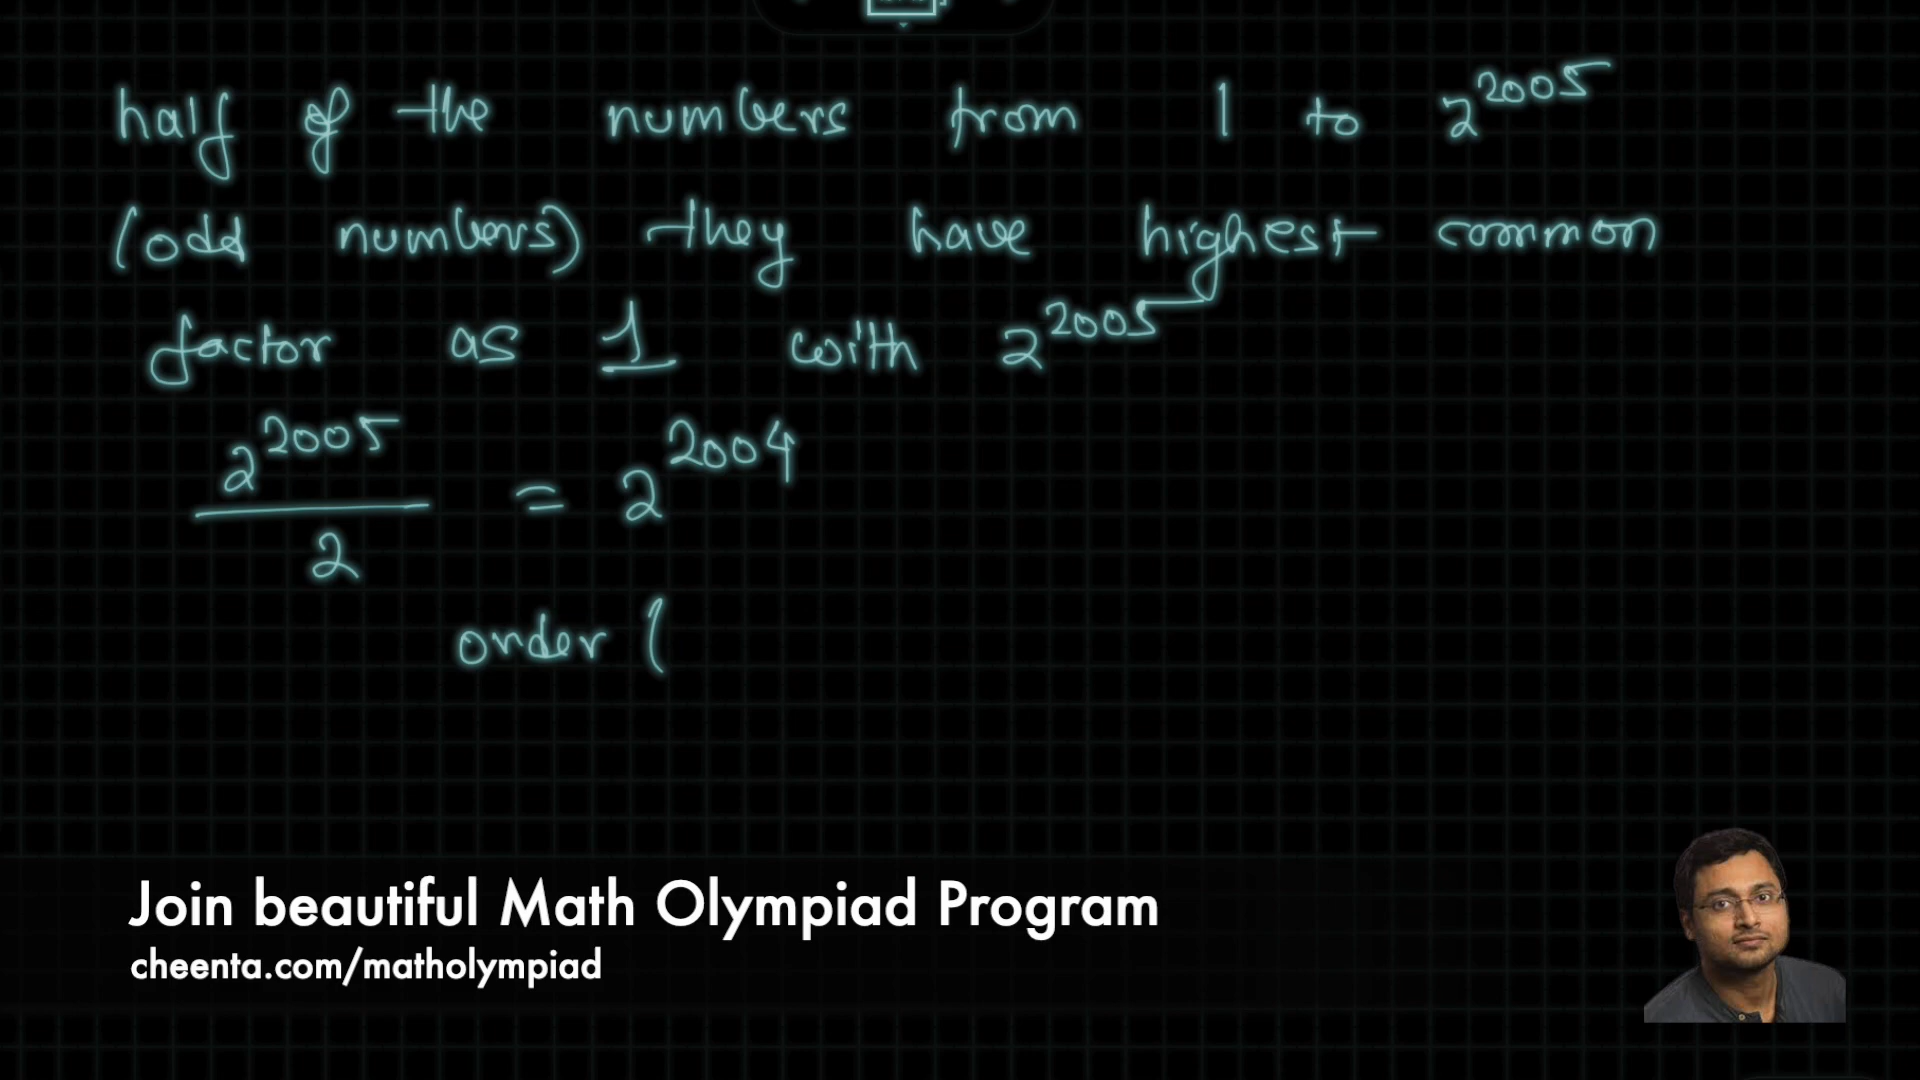 half of the numbers from 1 to 2^2005
(odd numbers) they have highest common
factor as 1 with 2^2005
2^2005 / 2 = 2^2004
order (
Join beautiful Math Olympiad Program
cheenta.com/matholympiad